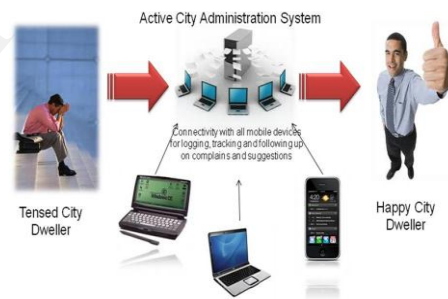 Active City Administration System
Connectivity with all mobile devices
for logging, tracking and following up
on complains and suggestions
Tensed City
Dweller
Happy City
Dweller